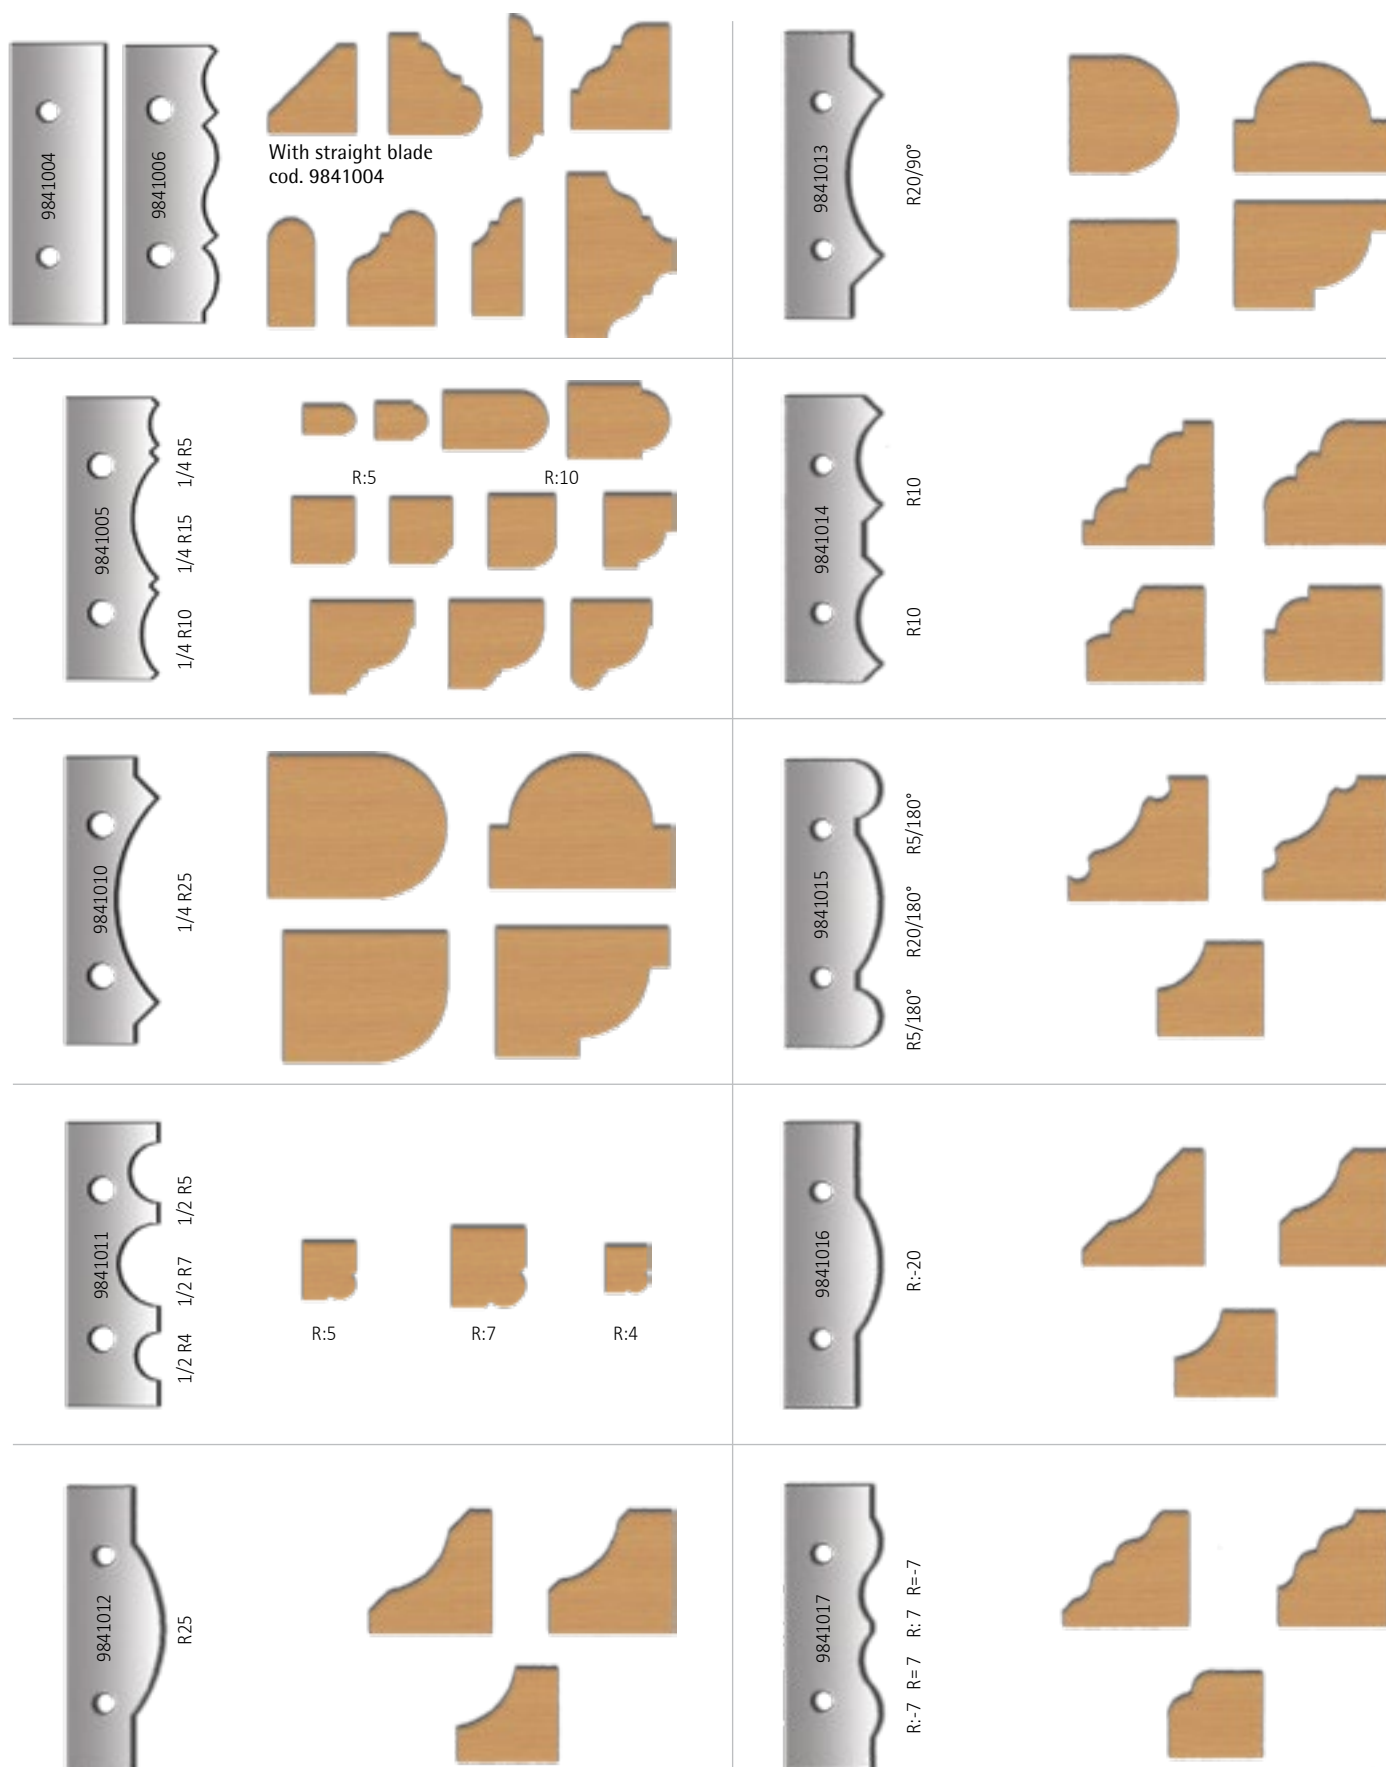 9841004
9841006
With straight blade
cod. 9841004
9841005
1/4 R5
1/4 R15
1/4 R10
R:5
R:10
9841010
1/4 R25
9841011
1/2 R5
1/2 R7
1/2 R4
R:5
R:7
R:4
9841012
R25
9841013
R20/90°
9841014
R10
R10
9841015
R5/180°
R20/180°
R5/180°
9841016
R:-20
9841017
R:-7 R= 7 R: 7 R=-7